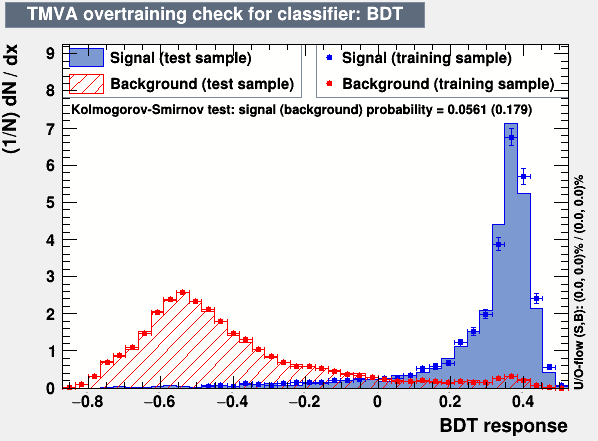 TMVA overtraining check for classifier: BDT
(1/N) dN / dx
Signal (test sample)
Background (test sample)
Signal (training sample)
Background (training sample)
Kolmogorov-Smirnov test: signal (background) probability = 0.0561 (0.179)
9
8
7
6
5
4
3
2
1
0
−0.8 −0.6 −0.4 −0.2 0 0.2 0.4
BDT response
U/O-flow (S,B): (0.0, 0.0)% / (0.0, 0.0)%